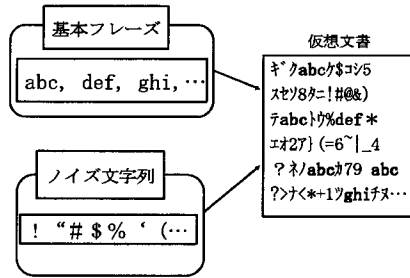 基本フレーズ
abc, def, ghi, …
ノイズ文字列
! “# $% ‘ (…
仮想文書
ｷﾞｸabcｹ$ｺｼ5
ｽｾｿ8ﾀﾆ!#@&)
ﾃabcﾄｳ%def*
ｴｵ2ｱ} (=6~|_4
?ﾈﾉabcｶ79 abc
?>ﾅ<*+1ﾂghiﾁﾇ…